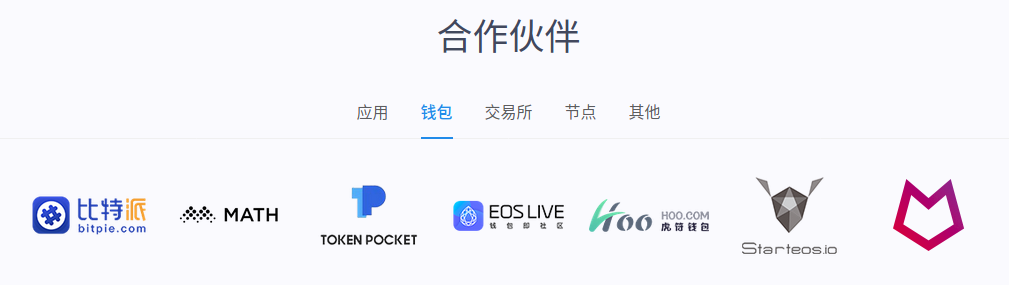 合作伙伴
应用 钱包 交易所 节点 其他
比特派
bitpie.com
MATH
TOKEN POCKET
EOS LIVE
钱包即社区
Hoo
HOO.COM
虎符钱包
Starteos.io